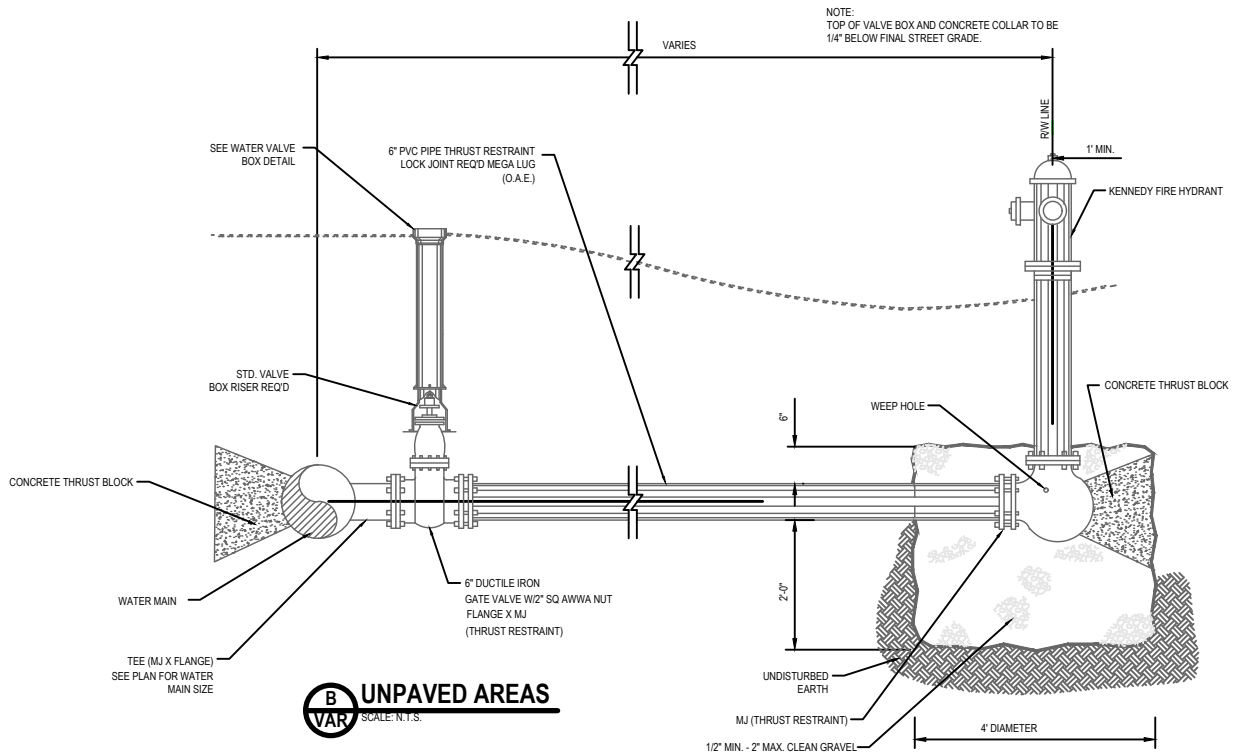 NOTE:
TOP OF VALVE BOX AND CONCRETE COLLAR TO BE
1/4" BELOW FINAL STREET GRADE.
VARIES
R/W LINE
1' MIN.
SEE WATER VALVE
BOX DETAIL
6" PVC PIPE THRUST RESTRAINT
LOCK JOINT REQ'D MEGA LUG
(O.A.E.)
KENNEDY FIRE HYDRANT
STD. VALVE
BOX RISER REQ'D
CONCRETE THRUST BLOCK
WEEP HOLE
6"
CONCRETE THRUST BLOCK
WATER MAIN
6" DUCTILE IRON
GATE VALVE W/2" SQ AWWA NUT
FLANGE X MJ
(THRUST RESTRAINT)
2'-0"
TEE (MJ X FLANGE)
SEE PLAN FOR WATER
MAIN SIZE
UNDISTURBED
EARTH
MJ (THRUST RESTRAINT)
1/2" MIN. - 2" MAX. CLEAN GRAVEL
4' DIAMETER
B
VAR
UNPAVED AREAS
SCALE: N.T.S.